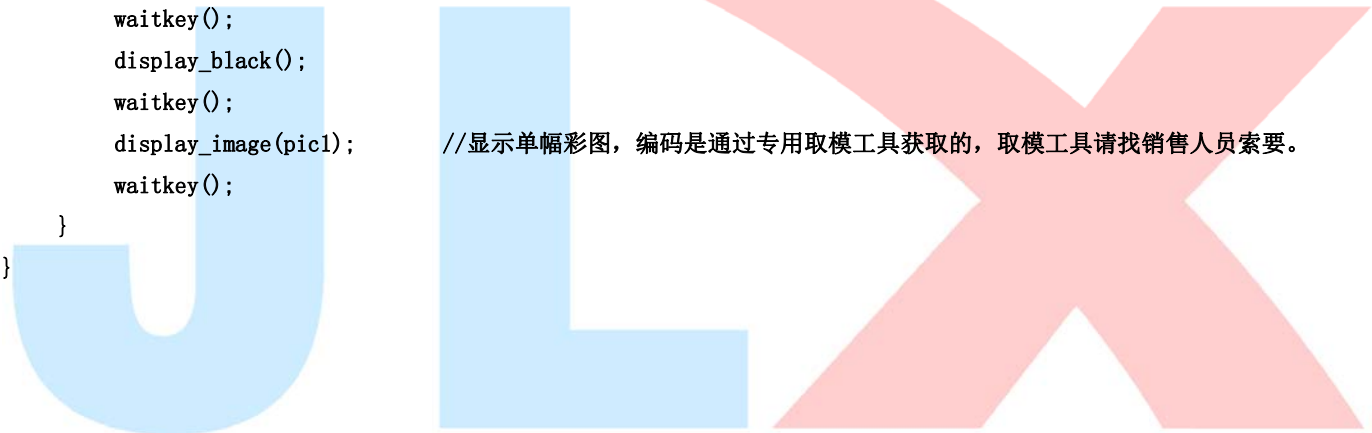 waitkey();
display_black();
waitkey();
display_image(pic1); //显示单幅彩图，编码是通过专用取模工具获取的，取模工具请找销售人员索要。
waitkey();
}
}
JLX